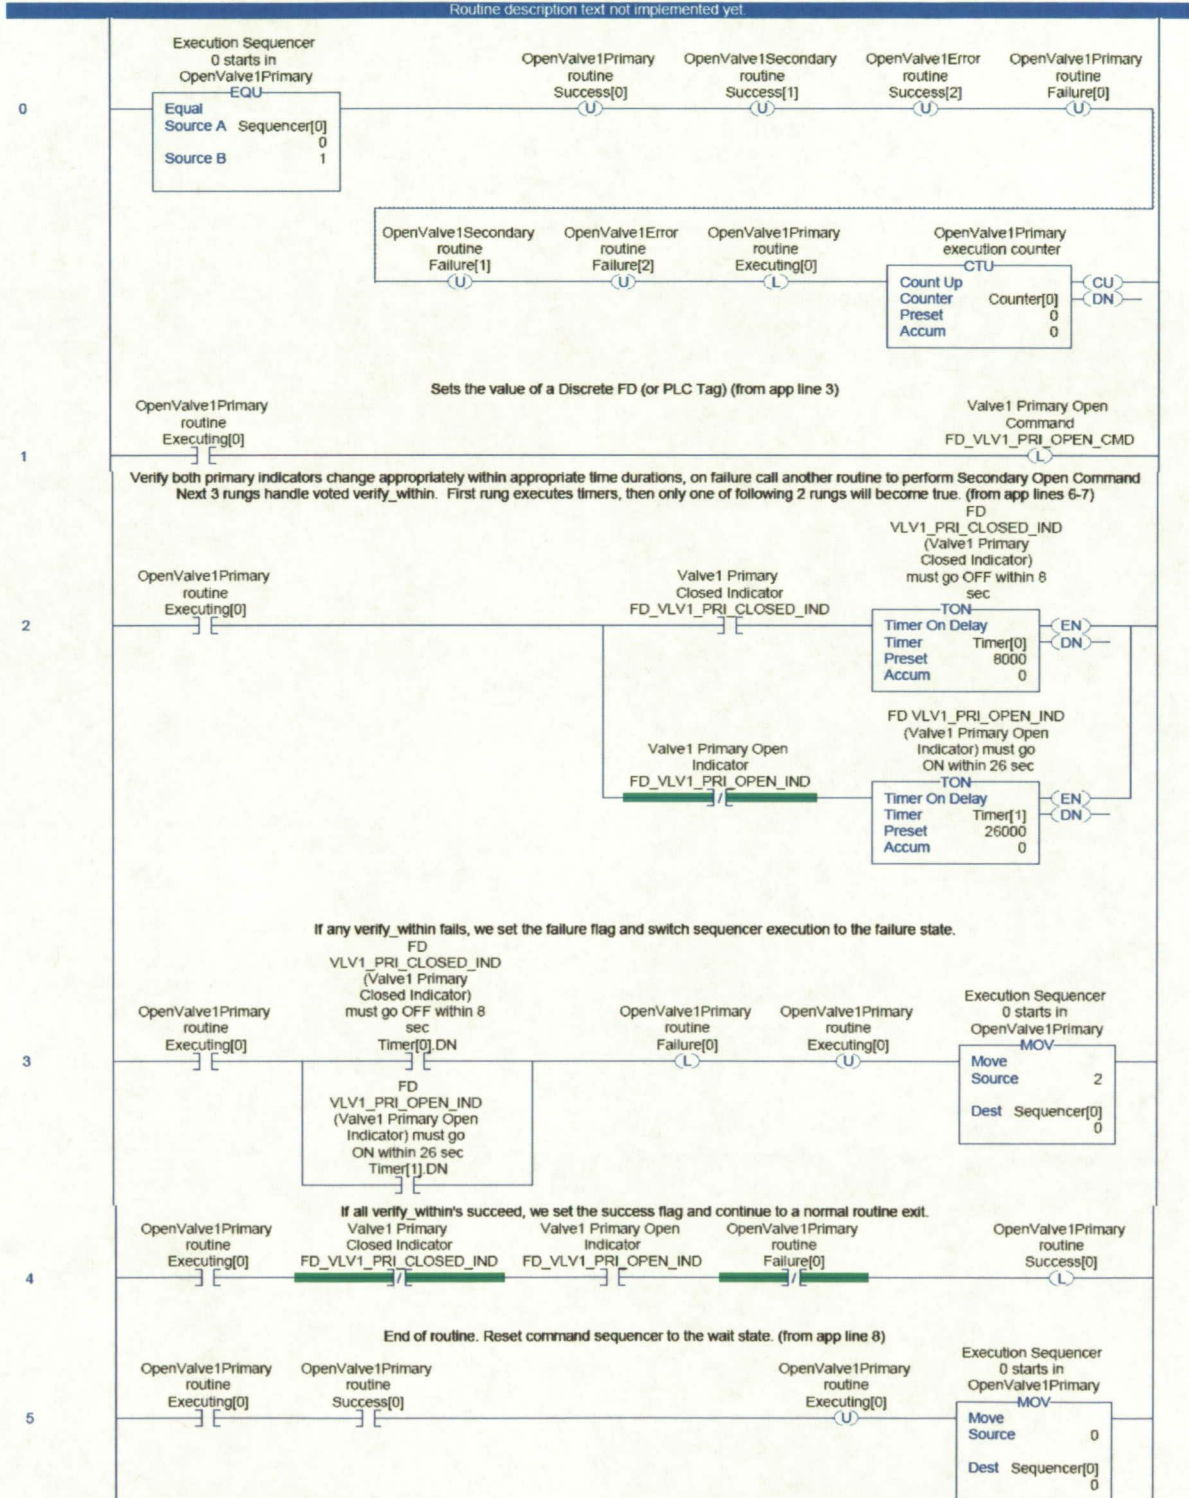 Routine description text not implemented yet.
Execution Sequencer
0 starts in
OpenValve1Primary
EQU
Equal
Source A Sequencer[0]
0
Source B 1
OpenValve1Primary
routine
Success[0]
U
OpenValve1Secondary
routine
Success[1]
U
OpenValve1Error
routine
Success[2]
U
OpenValve1Primary
routine
Failure[0]
U
0
OpenValve1Secondary
routine
Failure[1]
U
OpenValve1Error
routine
Failure[2]
U
OpenValve1Primary
routine
Executing[0]
L
OpenValve1Primary
execution counter
CTU
Count Up
Counter Counter[0]
Preset 0
Accum 0
CU
DN
Sets the value of a Discrete FD (or PLC Tag) (from app line 3)
OpenValve1Primary
routine
Executing[0]
Valve1 Primary Open
Command
FD_VLV1_PRI_OPEN_CMD
L
1
Verify both primary indicators change appropriately within appropriate time durations, on failure call another routine to perform Secondary Open Command
Next 3 rungs handle voted verify_within. First rung executes timers, then only one of following 2 rungs will become true. (from app lines 6-7)
OpenValve1Primary
routine
Executing[0]
Valve1 Primary
Closed Indicator
FD_VLV1_PRI_CLOSED_IND
FD
VLV1_PRI_CLOSED_IND
(Valve1 Primary
Closed Indicator)
must go OFF within 8
sec
TON
Timer On Delay
Timer Timer[0]
Preset 8000
Accum 0
EN
DN
2
Valve1 Primary Open
Indicator
FD_VLV1_PRI_OPEN_IND
FD VLV1_PRI_OPEN_IND
(Valve1 Primary Open
Indicator) must go
ON within 26 sec
TON
Timer On Delay
Timer Timer[1]
Preset 26000
Accum 0
EN
DN
If any verify_within fails, we set the failure flag and switch sequencer execution to the failure state.
OpenValve1Primary
routine
Executing[0]
FD
VLV1_PRI_CLOSED_IND
(Valve1 Primary
Closed Indicator)
must go OFF within 8
sec
Timer[0].DN
FD
VLV1_PRI_OPEN_IND
(Valve1 Primary Open
Indicator) must go
ON within 26 sec
Timer[1].DN
OpenValve1Primary
routine
Failure[0]
L
OpenValve1Primary
routine
Executing[0]
U
Execution Sequencer
0 starts in
OpenValve1Primary
MOV
Move
Source 2
Dest Sequencer[0]
0
3
If all verify_within's succeed, we set the success flag and continue to a normal routine exit.
OpenValve1Primary
routine
Executing[0]
Valve1 Primary
Closed Indicator
FD_VLV1_PRI_CLOSED_IND
Valve1 Primary Open
Indicator
FD_VLV1_PRI_OPEN_IND
OpenValve1Primary
routine
Failure[0]
OpenValve1Primary
routine
Success[0]
L
4
End of routine. Reset command sequencer to the wait state. (from app line 8)
OpenValve1Primary
routine
Executing[0]
OpenValve1Primary
routine
Success[0]
OpenValve1Primary
routine
Executing[0]
U
Execution Sequencer
0 starts in
OpenValve1Primary
MOV
Move
Source 0
Dest Sequencer[0]
0
5